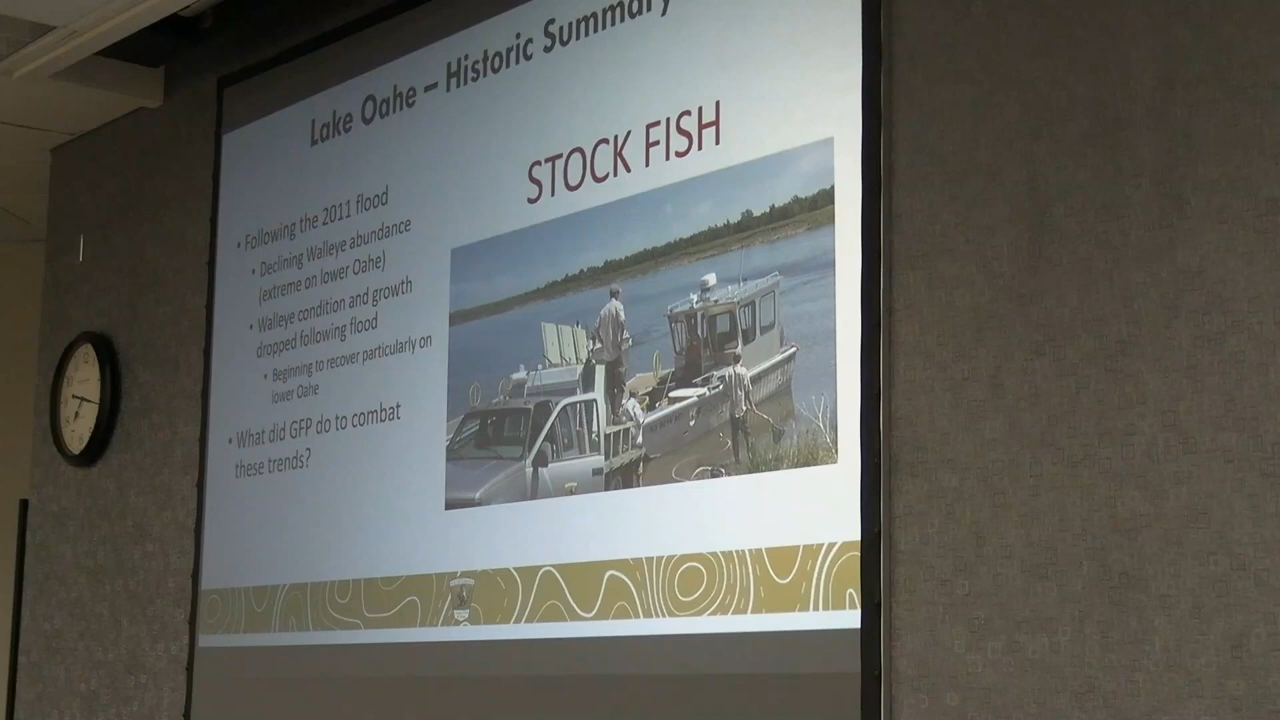 Lake Oahe – Historic Summary
STOCK FISH
• Following the 2011 flood
• Declining Walleye abundance
(extreme on lower Oahe)
• Walleye condition and growth
dropped following flood
• Beginning to recover particularly on
lower Oahe
• What did GFP do to combat
these trends?